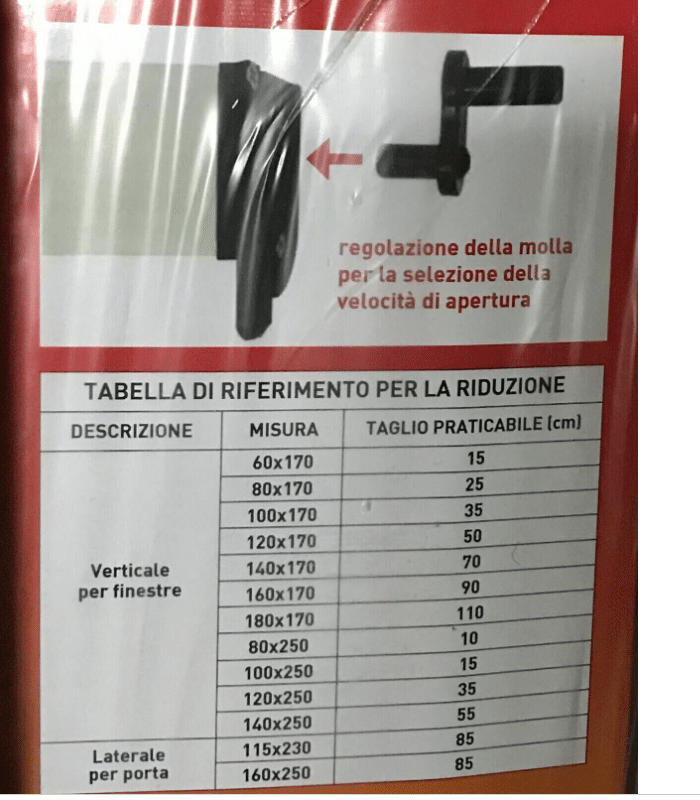 regolazione della molla
per la selezione della
velocità di apertura
TABELLA DI RIFERIMENTO PER LA RIDUZIONE
DESCRIZIONE MISURA TAGLIO PRATICABILE (cm)
Verticale
per finestre
60x170 15
80x170 25
100x170 35
120x170 50
140x170 70
160x170 90
180x170 110
80x250 10
100x250 15
120x250 35
140x250 55
Laterale
per porta
115x230 85
160x250 85